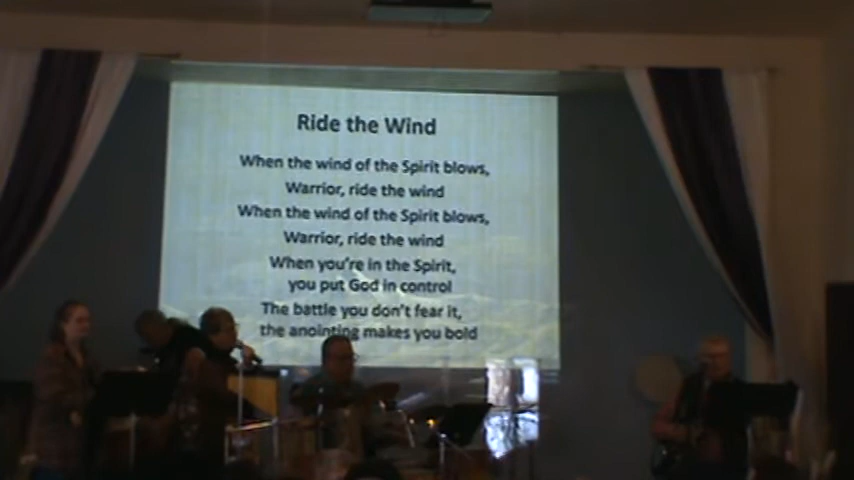 Ride the Wind
When the wind of the Spirit blows,
Warrior, ride the wind
When the wind of the Spirit blows,
Warrior, ride the wind
When you're in the Spirit,
you put God in control
The battle you don't fear it,
the anointing makes you bold